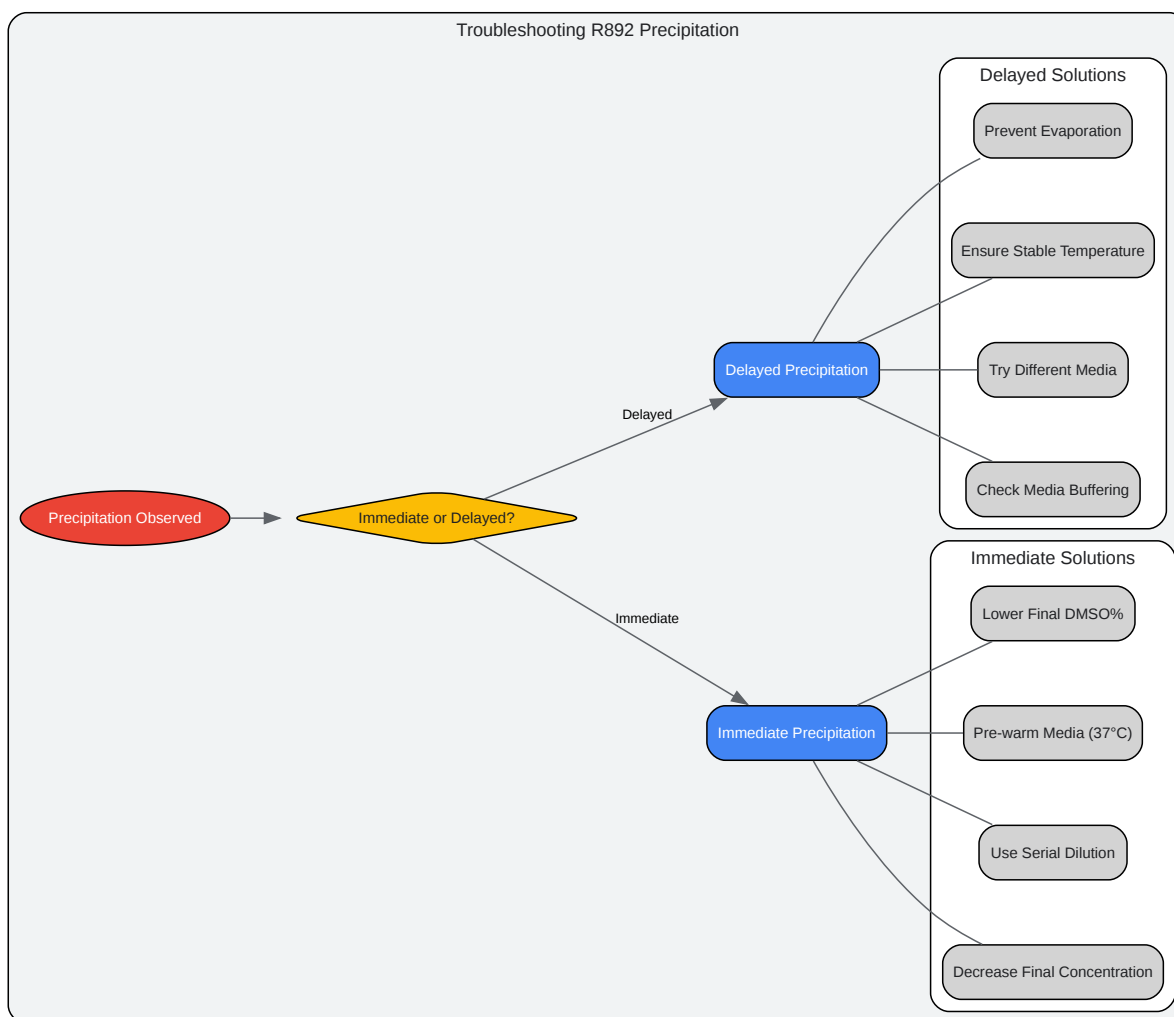 Troubleshooting R892 Precipitation
Delayed Solutions
Prevent Evaporation
Ensure Stable Temperature
Delayed Precipitation
Try Different Media
Delayed
Check Media Buffering
Precipitation Observed
Immediate or Delayed?
Immediate Solutions
Lower Final DMSO%
Immediate
Immediate Precipitation
Pre-warm Media (37°C)
Use Serial Dilution
Decrease Final Concentration